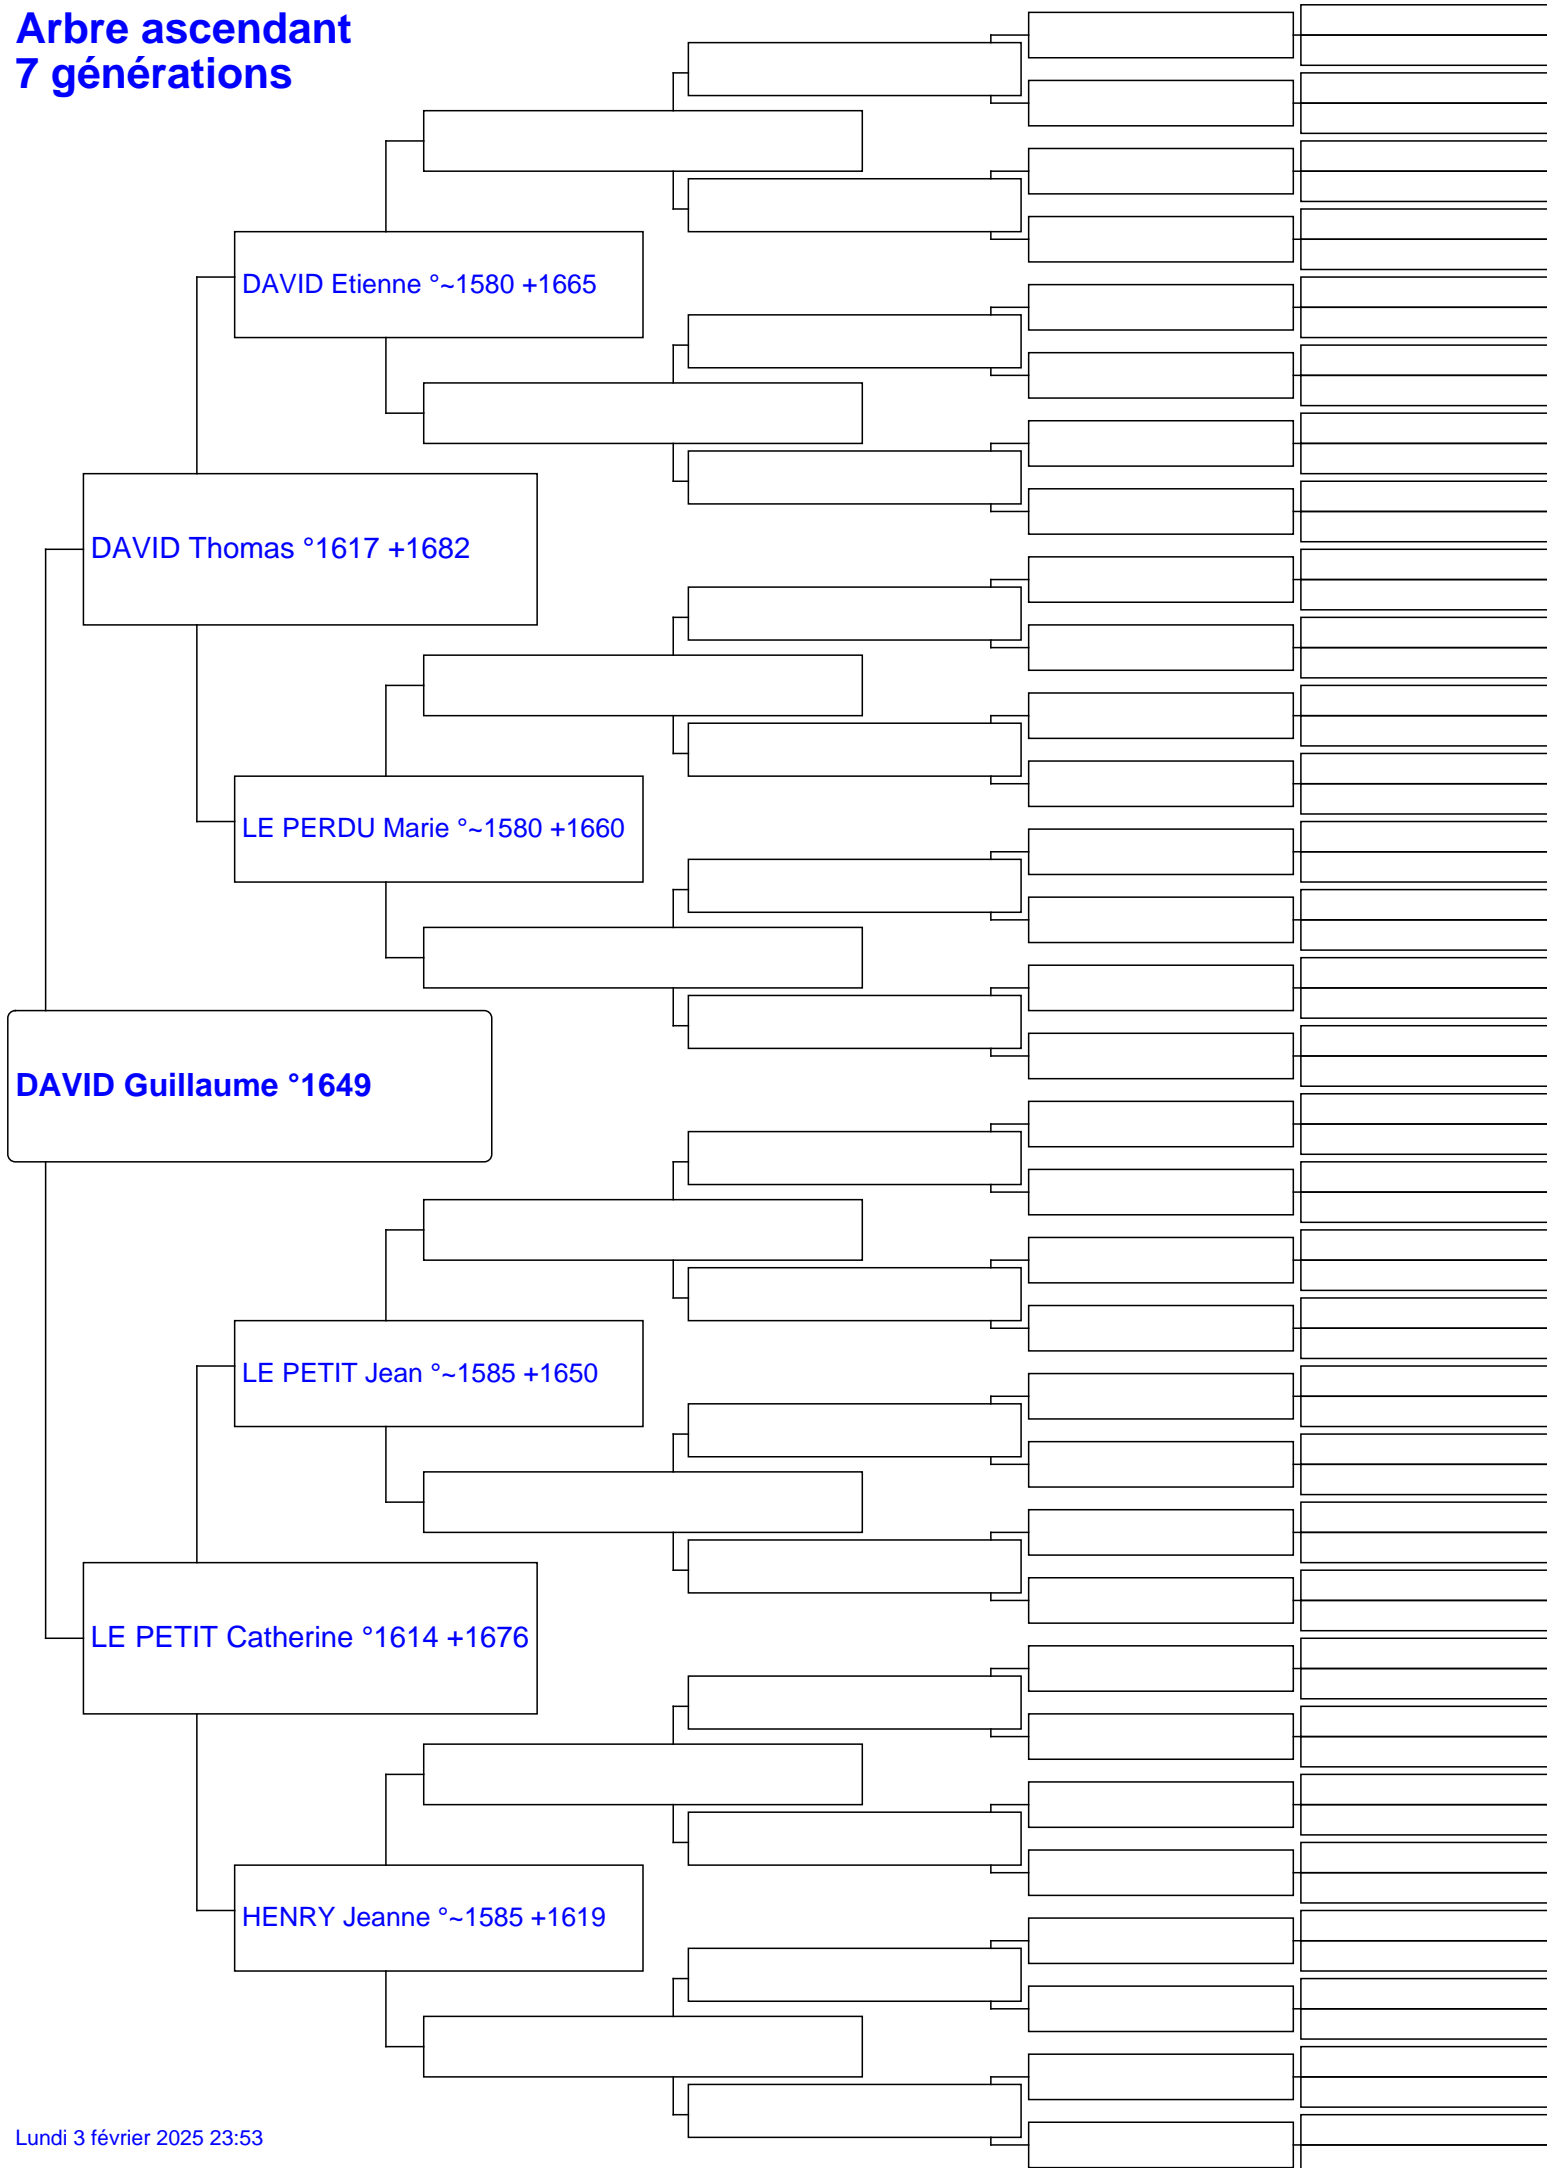 Arbre ascendant
7 générations
DAVID Etienne °~1580 +1665
DAVID Thomas °1617 +1682
LE PERDU Marie °~1580 +1660
DAVID Guillaume °1649
LE PETIT Jean °~1585 +1650
LE PETIT Catherine °1614 +1676
HENRY Jeanne °~1585 +1619
Lundi 3 février 2025 23:53